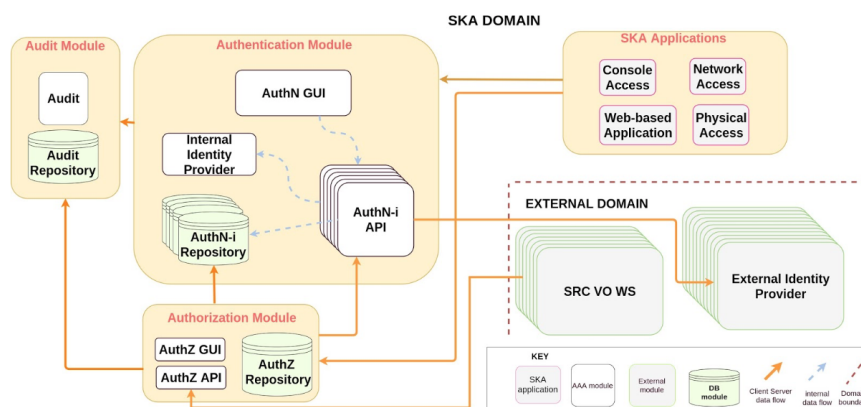 SKA DOMAIN
Audit Module
Authentication Module
SKA Applications
Audit
Audit
Repository
AuthN GUI
Internal
Identity
Provider
AuthN-i
Repository
AuthN-i
API
Console
Access
Network
Access
Web-based
Application
Physical
Access
EXTERNAL DOMAIN
SRC VO WS
External Identity
Provider
Authorization Module
AuthZ GUI
AuthZ API
AuthZ
Repository
KEY
SKA
application
AAA module
External
module
DB
module
Client Server
data flow
internal
data flow